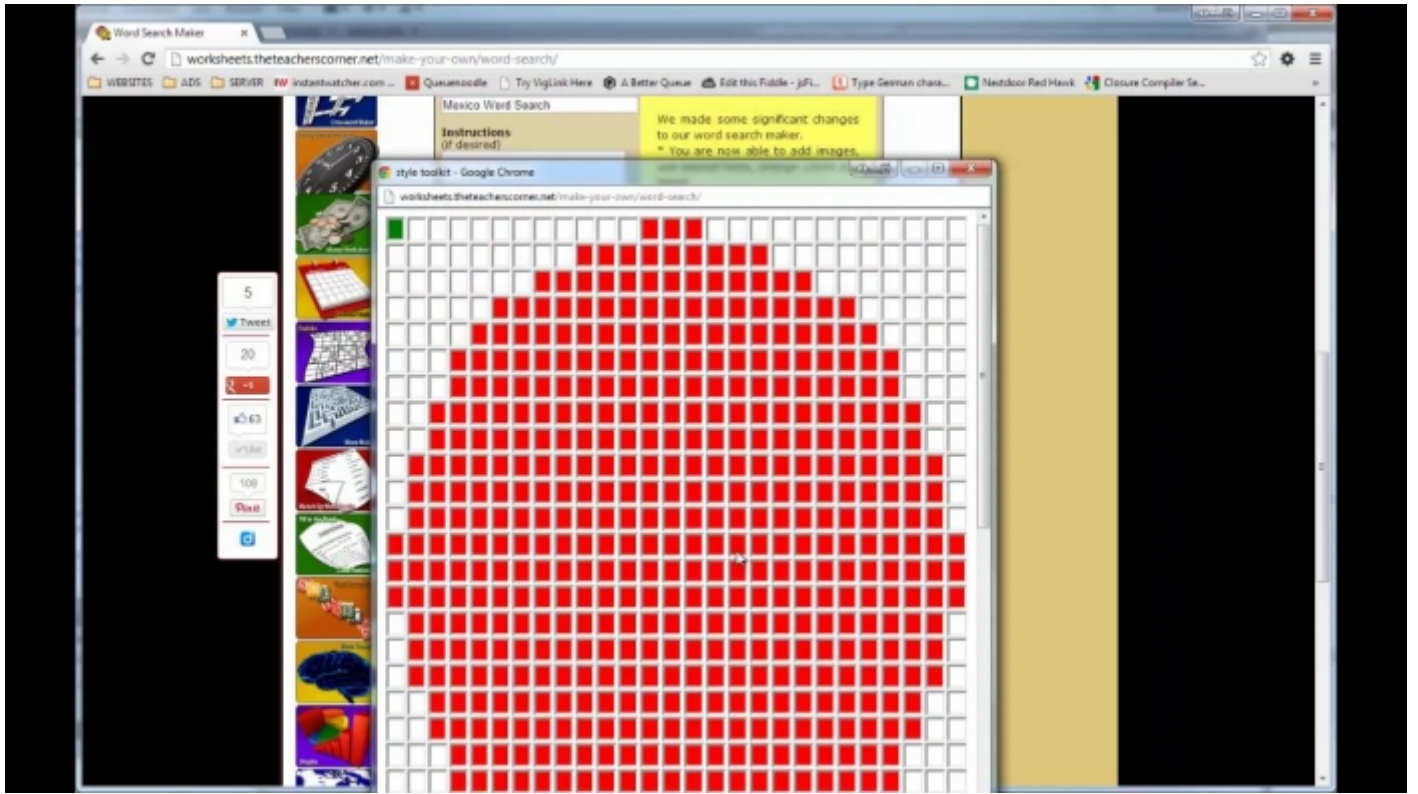 Word Search Maker
worksheets.theteacherscorner.net/make-your-own/word-search/
WEBSITES ADS SERVER IW instantwatcher.com ... Queuenoodle Try VigLink Here A Better Queue Edit this Fiddle - jsFi... Type German chara... Nextdoor Red Hawk Closure Compiler Se... »
Mexico Word Search
Instructions
(if desired)
We made some significant changes
to our word search maker.
* You are now able to add images,
style toolkit - Google Chrome
worksheets.theteacherscorner.net/make-your-own/word-search/
5
Tweet
20
+1
63
Like
108
Pin it